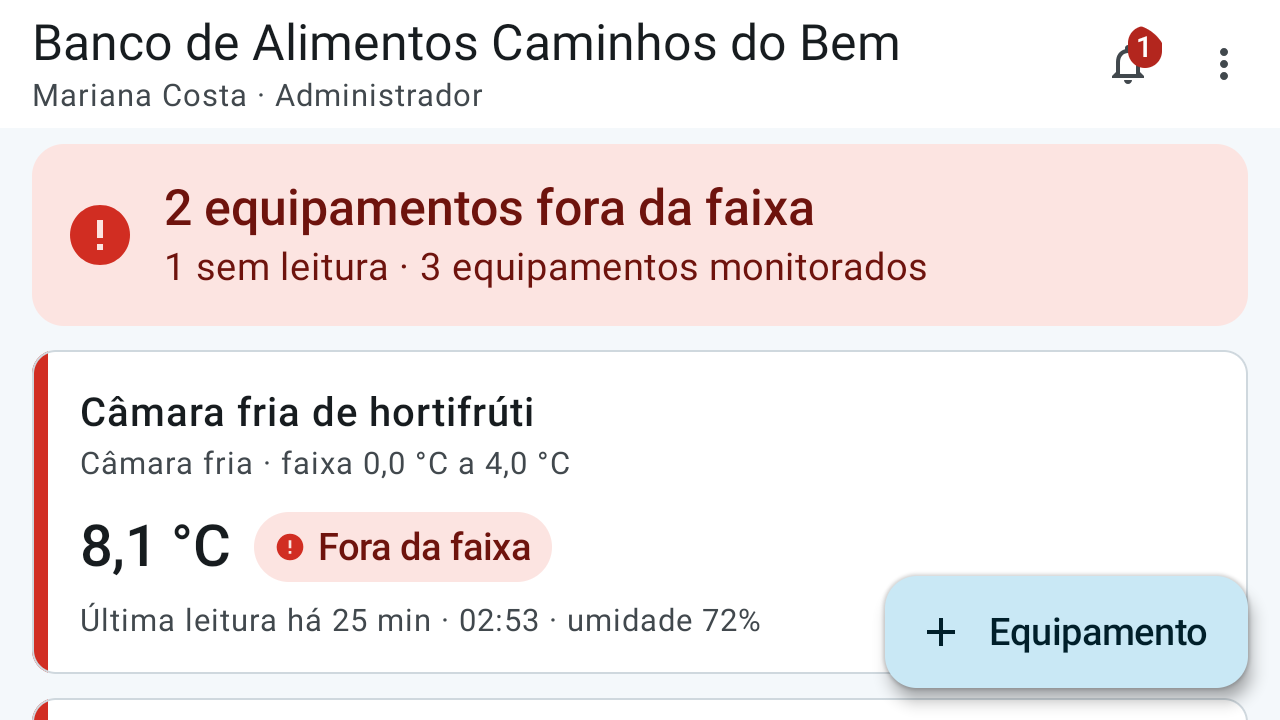 Banco de Alimentos Caminhos do Bem
1
Mariana Costa · Administrador
2 equipamentos fora da faixa
1 sem leitura · 3 equipamentos monitorados
Câmara fria de hortifrúti
Câmara fria · faixa 0,0 °C a 4,0 °C
8,1 °C
Fora da faixa
Última leitura há 25 min · 02:53 · umidade 72%
+ Equipamento